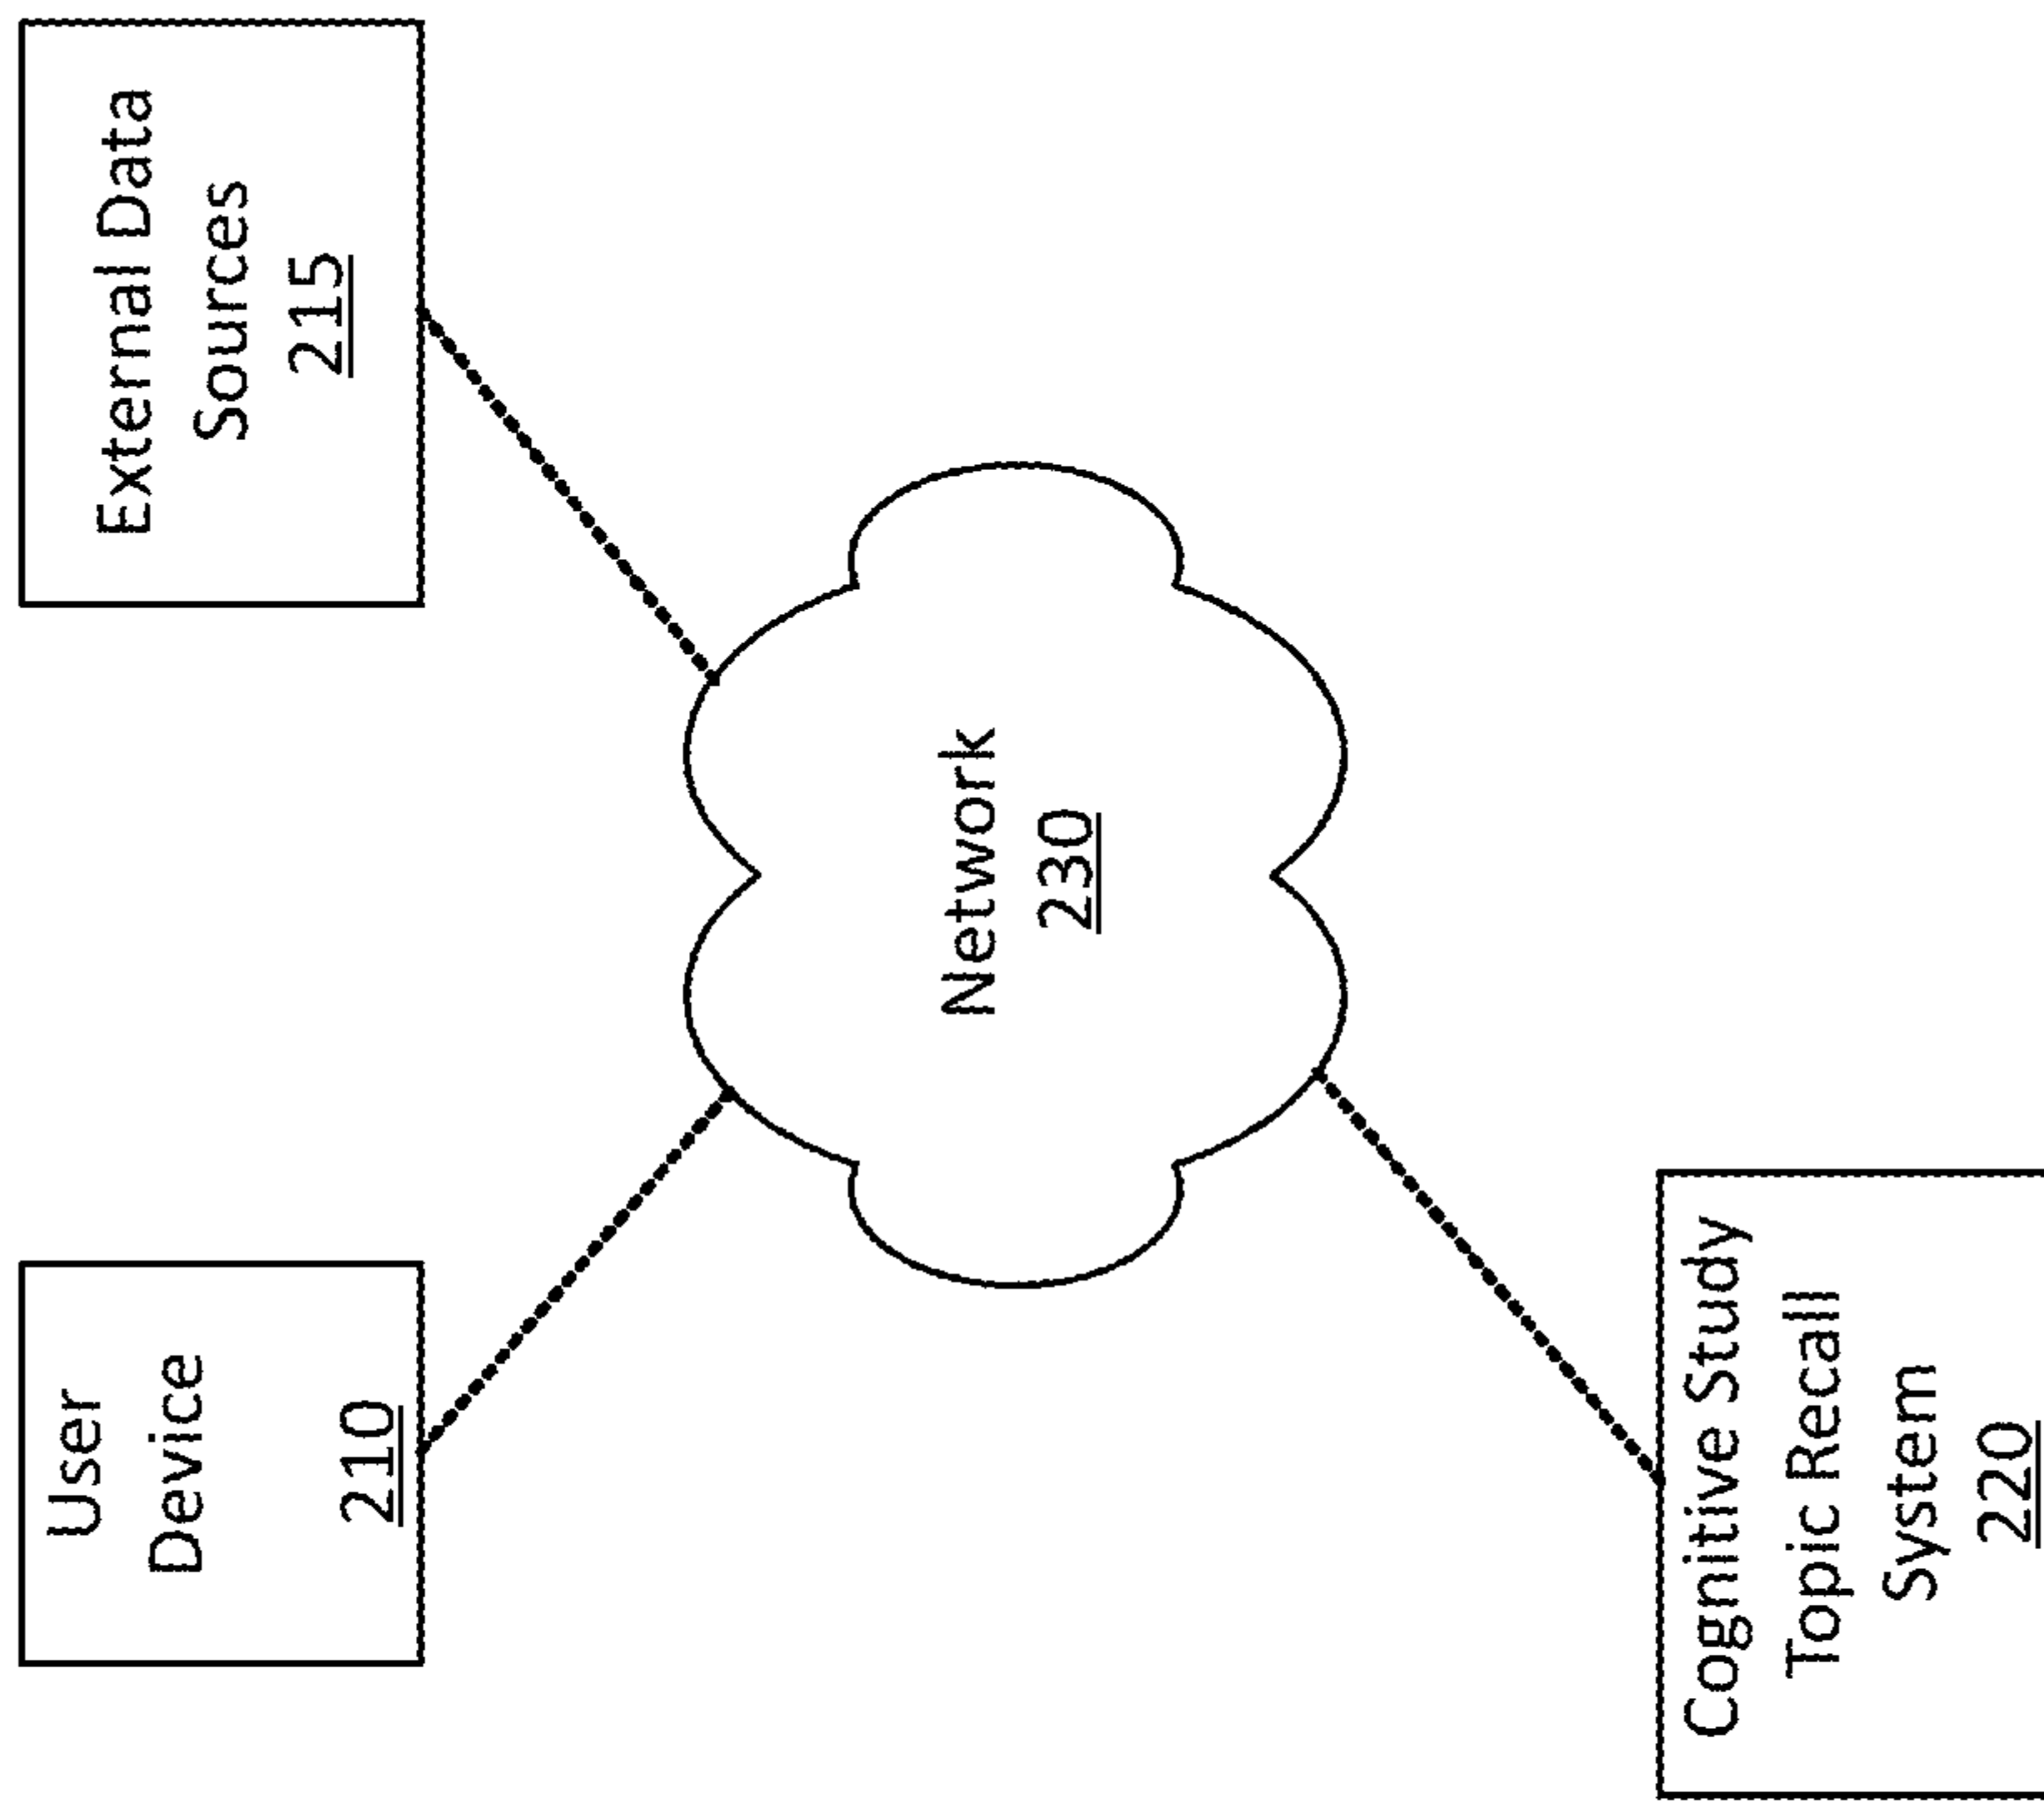 User
Device
210
External Data
Sources
215
Network
230
Cognitive Study
Topic Recall
System
220